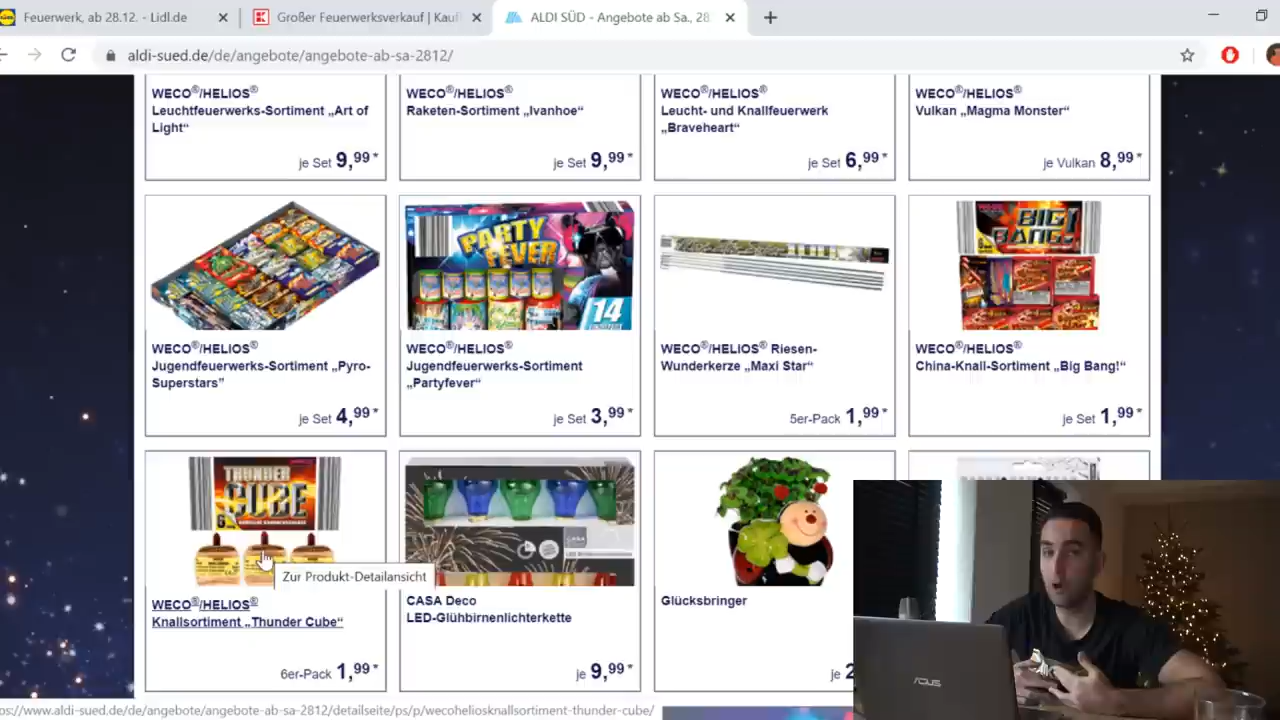 Feuerwerk, ab 28.12. - Lidl.de
Großer Feuerwerksverkauf | Kauf
ALDI SÜD - Angebote ab Sa., 28.
aldi-sued.de/de/angebote/angebote-ab-sa-2812/
WECO®/HELIOS®
Leuchtfeuerwerks-Sortiment „Art of
Light“
je Set 9,99*
WECO®/HELIOS®
Raketen-Sortiment „Ivanhoe“
je Set 9,99*
WECO®/HELIOS®
Leucht- und Knallfeuerwerk
„Braveheart“
je Set 6,99*
WECO®/HELIOS®
Vulkan „Magma Monster“
je Vulkan 8,99*
WECO®/HELIOS®
Jugendfeuerwerks-Sortiment „Pyro-
Superstars”
je Set 4,99*
PARTY
FEVER
14
WECO®/HELIOS®
Jugendfeuerwerks-Sortiment
„Partyfever“
je Set 3,99*
WECO®/HELIOS® Riesen-
Wunderkerze „Maxi Star“
5er-Pack 1,99*
BIG
BANG!
WECO®/HELIOS®
China-Knall-Sortiment „Big Bang!“
je Set 1,99*
THUNDER
CUBE
6
Zur Produkt-Detailansicht
WECO®/HELIOS®
Knallsortiment „Thunder Cube“
6er-Pack 1,99*
CASA
CASA Deco
LED-Glühbirnenlichterkette
je 9,99*
Glücksbringer
je 2
ASUS
ps://www.aldi-sued.de/de/angebote/angebote-ab-sa-2812/detailseite/ps/p/wecoheliosknallsortiment-thunder-cube/